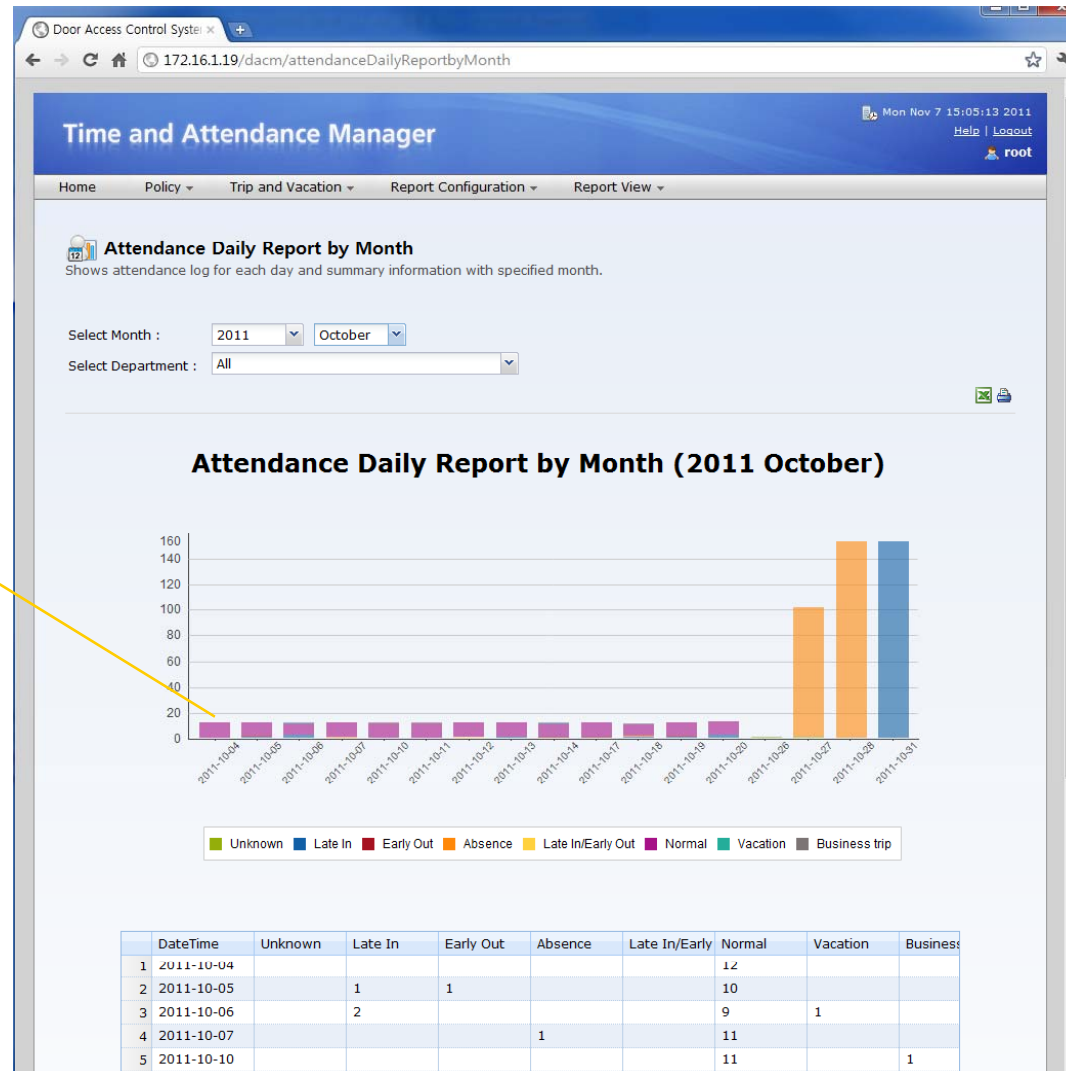 Door Access Control Syster
172.16.1.19/dacm/attendanceDailyReportbyMonth
Mon Nov 7 15:05:13 2011
Time and Attendance Manager
Help | Logout
root
Home Policy Trip and Vacation Report Configuration Report View
Attendance Daily Report by Month
Shows attendance log for each day and summary information with specified month.
Select Month : 2011 October
Select Department : All
Attendance Daily Report by Month (2011 October)
160
140
120
100
80
60
40
20
0
2011-10-04 2011-10-05 2011-10-06 2011-10-07 2011-10-10 2011-10-11 2011-10-12 2011-10-13 2011-10-14 2011-10-17 2011-10-18 2011-10-19 2011-10-20 2011-10-26 2011-10-27 2011-10-28 2011-10-31
Unknown Late In Early Out Absence Late In/Early Out Normal Vacation Business trip
DateTime Unknown Late In Early Out Absence Late In/Early Normal Vacation Business
1 2011-10-04 12
2 2011-10-05 1 1 10
3 2011-10-06 2 9 1
4 2011-10-07 1 11
5 2011-10-10 11 1